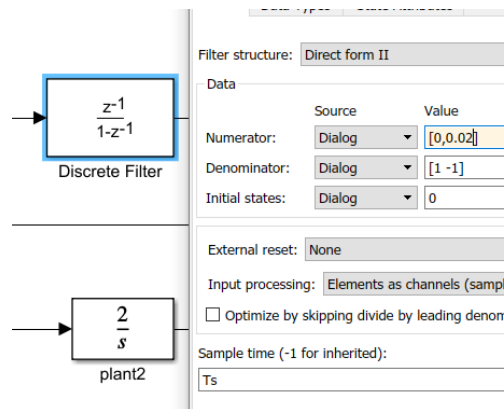 z-1
1-z-1
Discrete Filter
2
s
plant2
Filter structure: Direct form II
Data
Source Value
Numerator: Dialog [0,0.02]
Denominator: Dialog [1 -1]
Initial states: Dialog 0
External reset: None
Input processing: Elements as channels (sampl
Optimize by skipping divide by leading denom
Sample time (-1 for inherited):
Ts